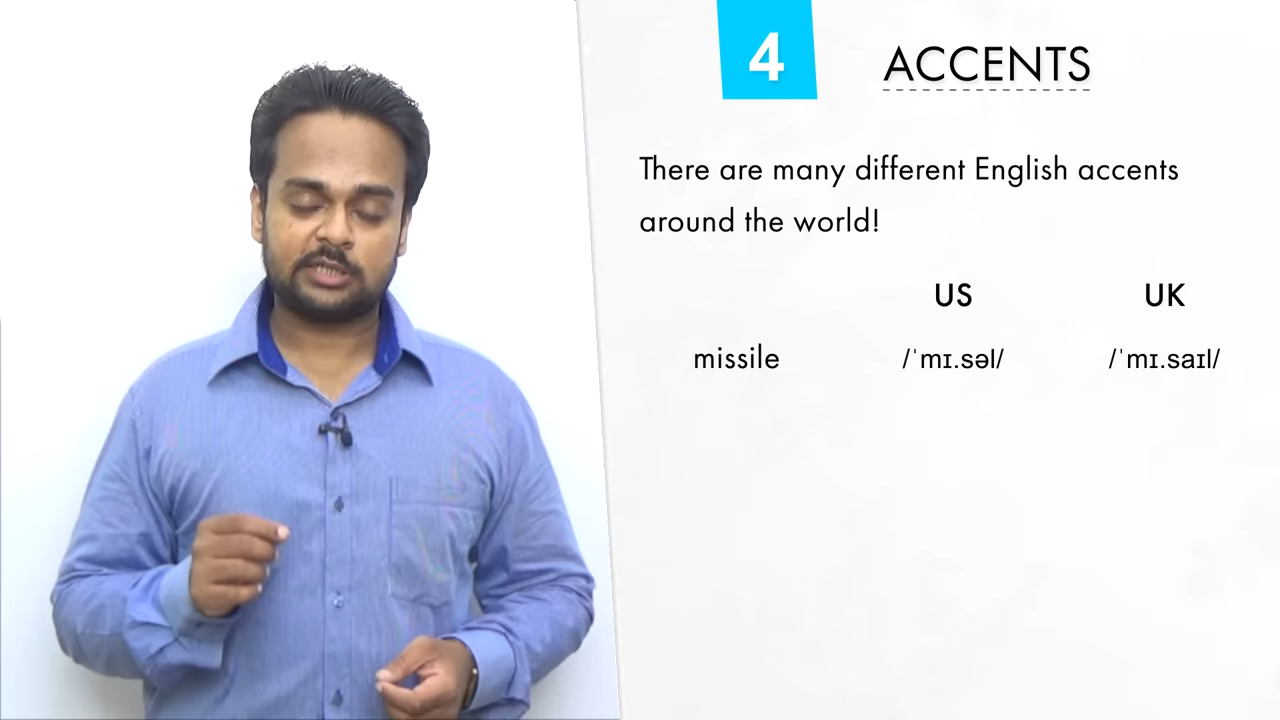 4 ACCENTS
There are many different English accents
around the world!
US UK
missile /ˈmɪ.səl/ /ˈmɪ.saɪl/